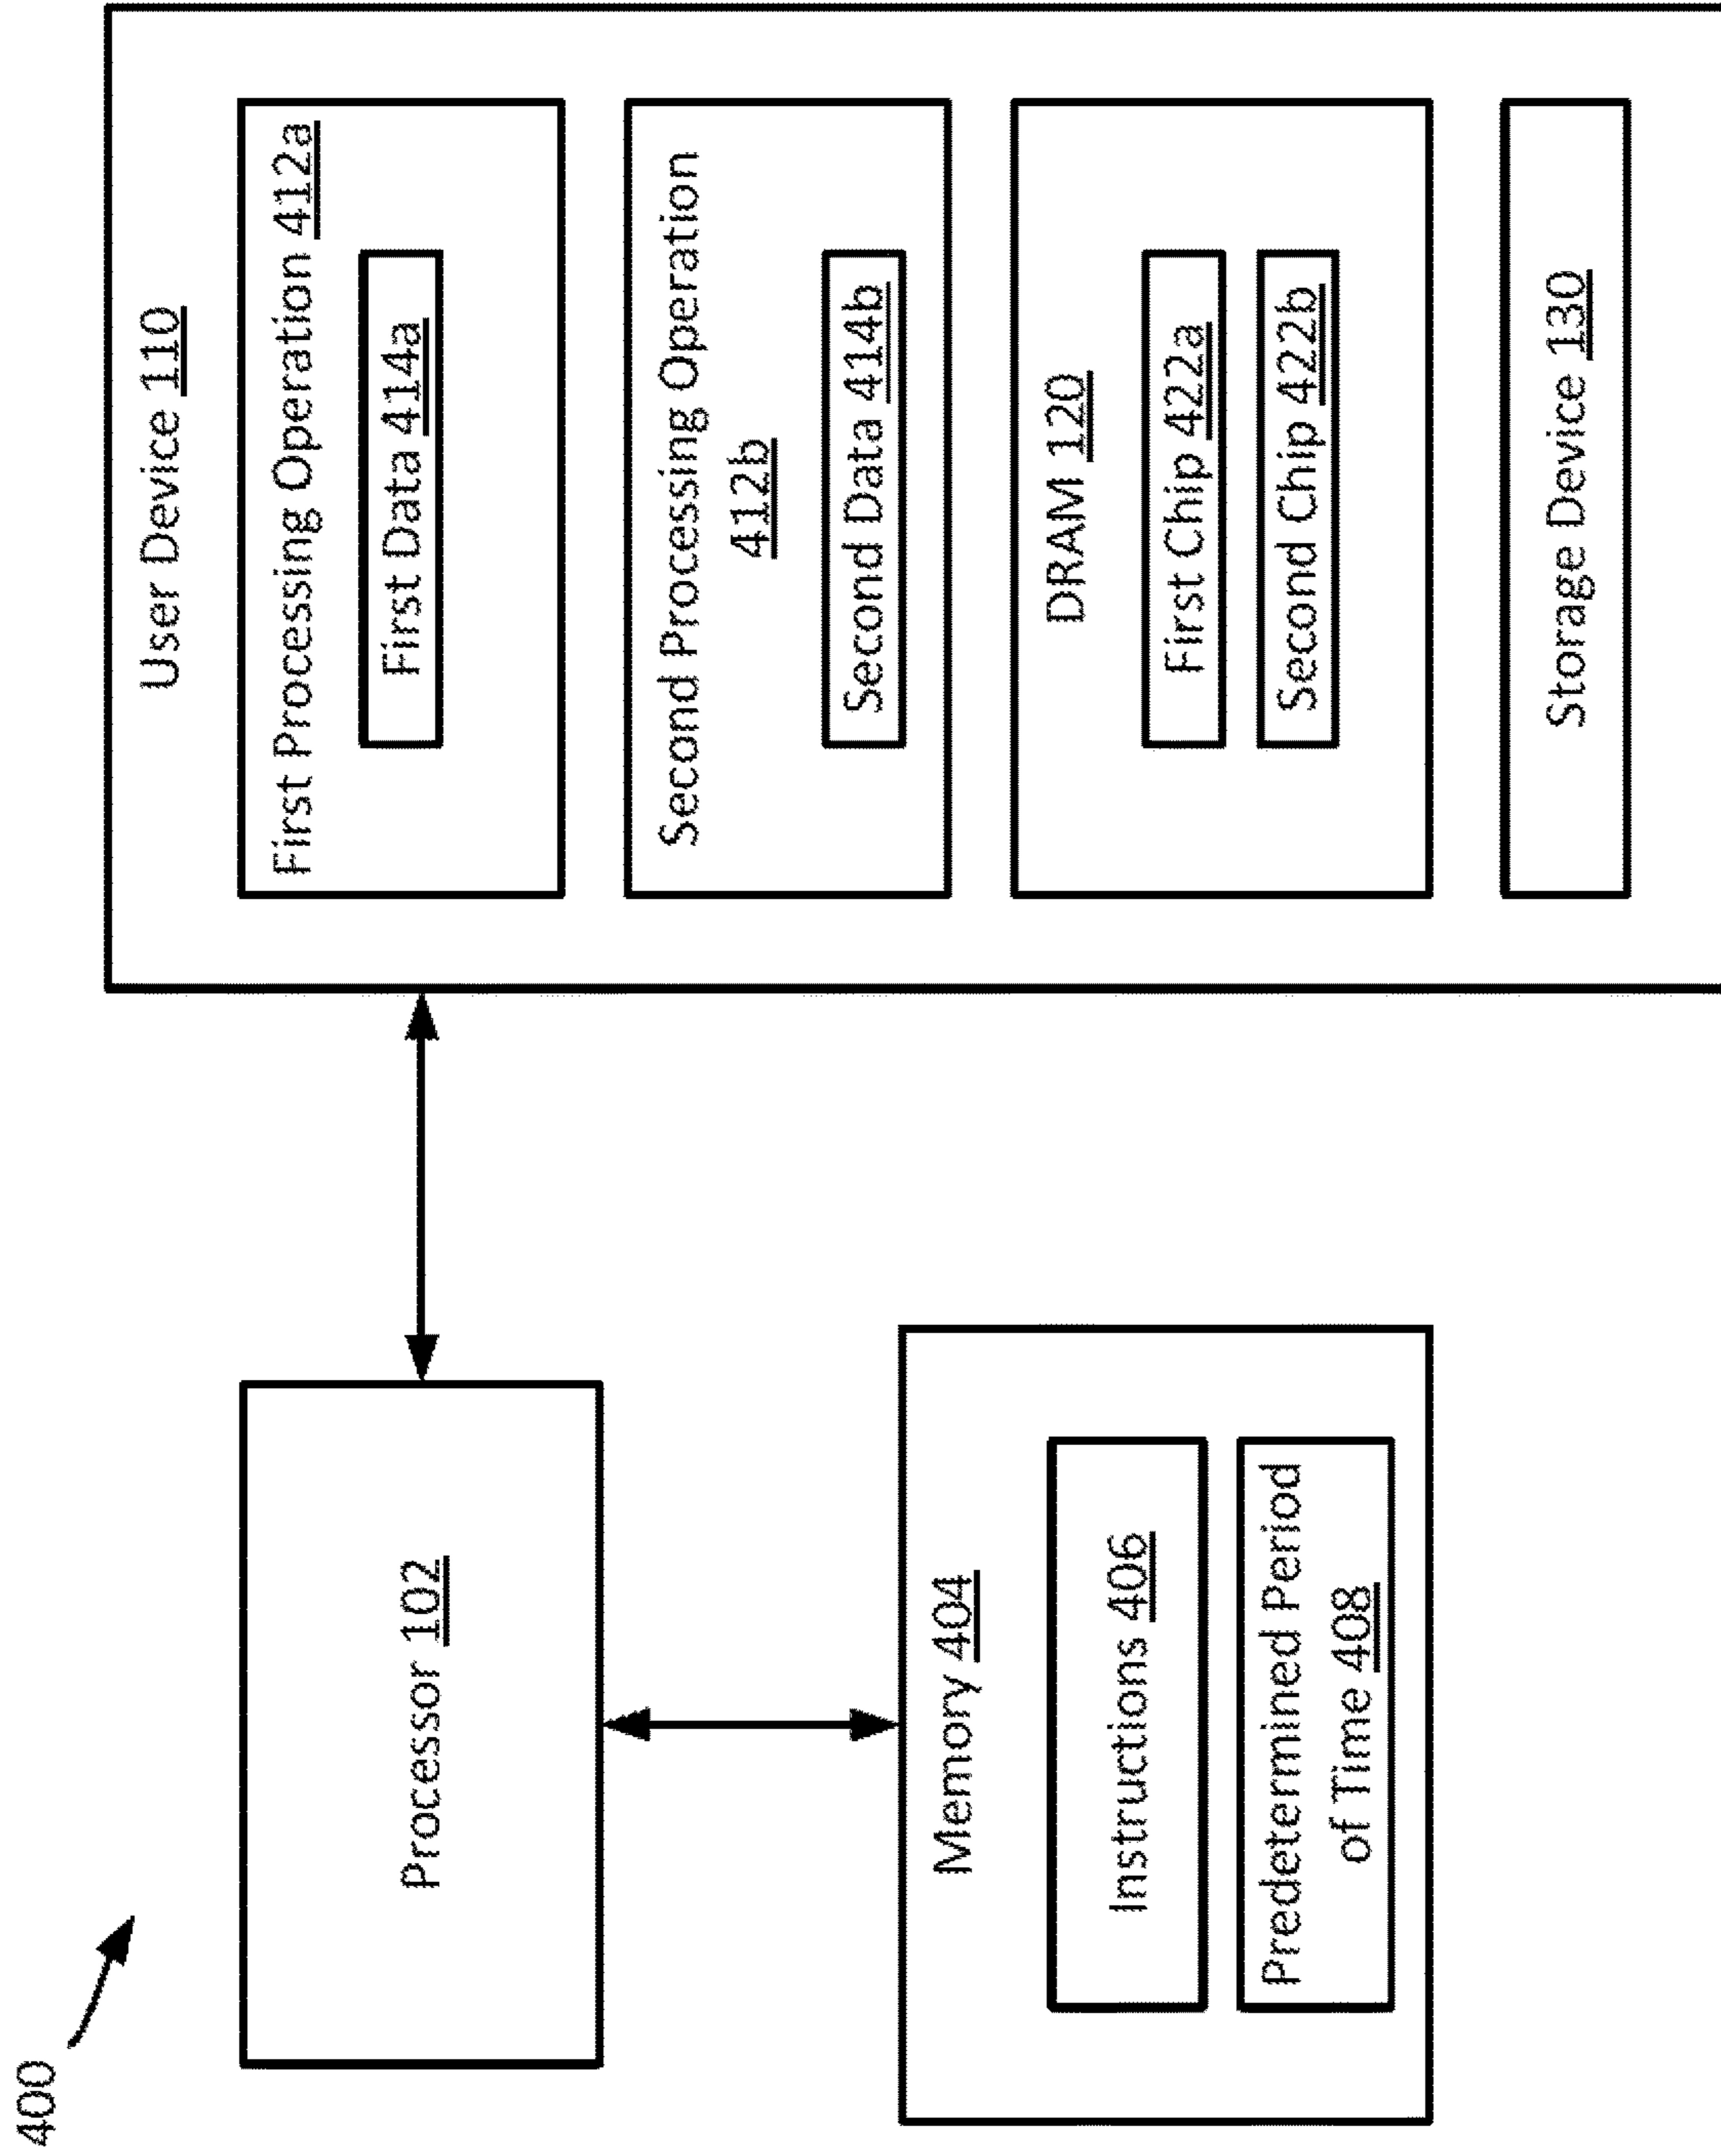 400
Processor 102
Memory 404
Instructions 406
Predetermined Period
of Time 408
User Device 110
First Processing Operation 412a
First Data 414a
Second Processing Operation
412b
Second Data 414b
DRAM 120
First Chip 422a
Second Chip 422b
Storage Device 130